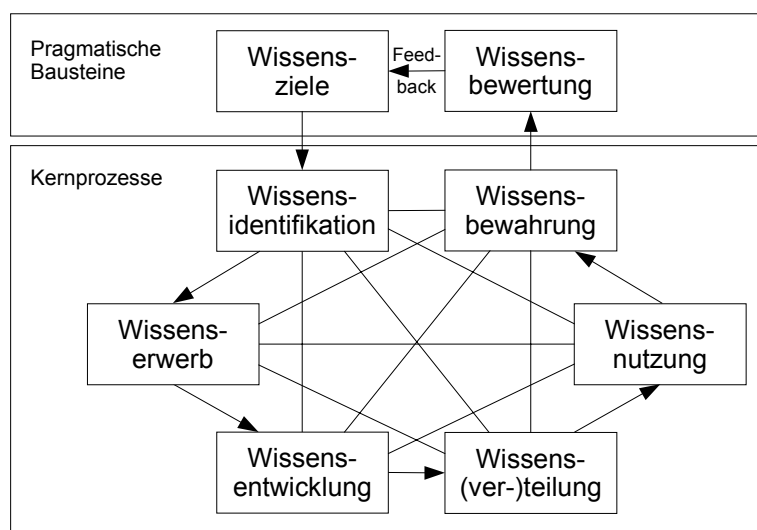 Pragmatische
Bausteine
Wissens-
ziele
Feed-
back
Wissens-
bewertung
Kernprozesse
Wissens-
identifikation
Wissens-
bewahrung
Wissens-
erwerb
Wissens-
nutzung
Wissens-
entwicklung
Wissens-
(ver-)teilung